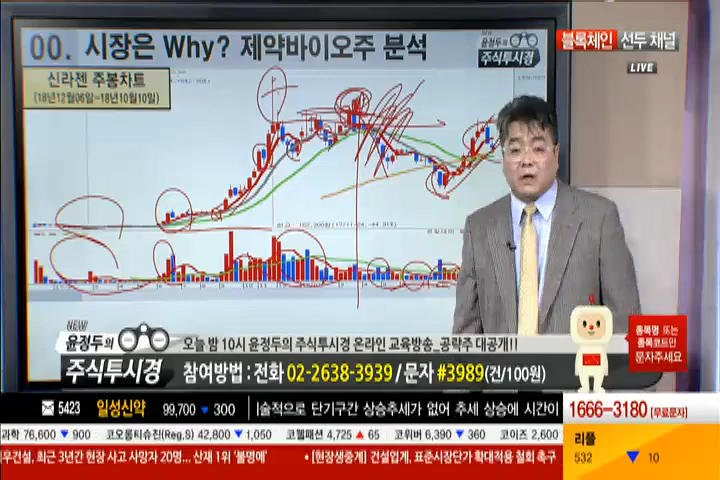 00. 시장은 Why? 제약바이오주 분석
윤정두의
주식투시경
블록체인 선두 채널
LIVE
신라젠 주봉차트
('16년12월06일~18년10월10일)
NEW
윤정두의
주식투시경
오늘 밤 10시 윤정두의 주식투시경 온라인 교육방송_공략주 대공개!!
참여방법 : 전화 02-2638-3939 / 문자 #3989(건/100원)
종목명 또는
종목코드만
문자주세요
5423 일성신약 99,700 ▼ 300 |술적으로 단기구간 상승추세가 없어 추세 상승에 시간이
1666-3180 [무료문자]
과학 76,600 ▼ 900 코오롱티슈진(Reg.S) 42,800 ▼ 1,050 코웰패션 4,725 ▲ 65 코위버 6,390 ▼ 360 코이즈 2,600
리플
532 ▼ 10
우건설, 최근 3년간 현장 사고 사망자 20명... 산재 1위 '불명예' • [현장생중계] 건설업계, 표준시장단가 확대적용 철회 촉구